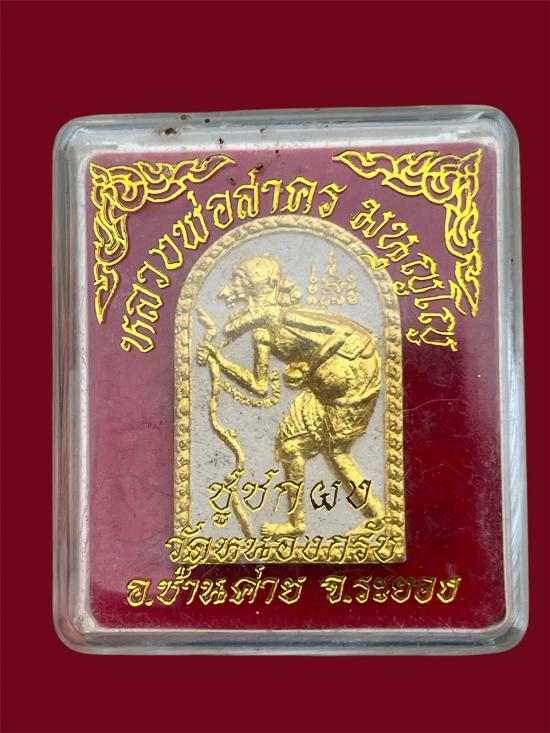 หลวงพ่อสาคร มนุญฺโญ
ชูชกผง
วัดหนองกรับ
อ.บ้านค่าย จ.ระยอง